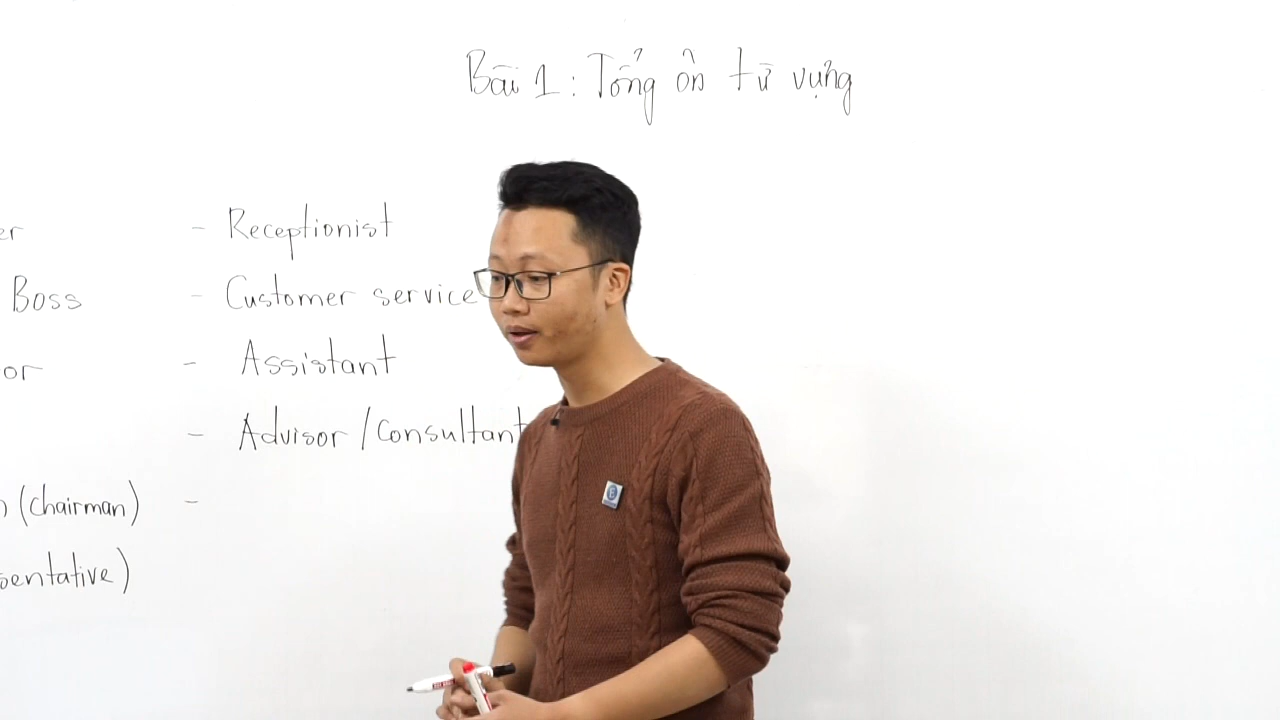 Bài 1: Tổng ôn từ vựng
er
- Receptionist
Boss
- Customer service
or
- Assistant
- Advisor / Consultant
(chairman)
-
sentative)